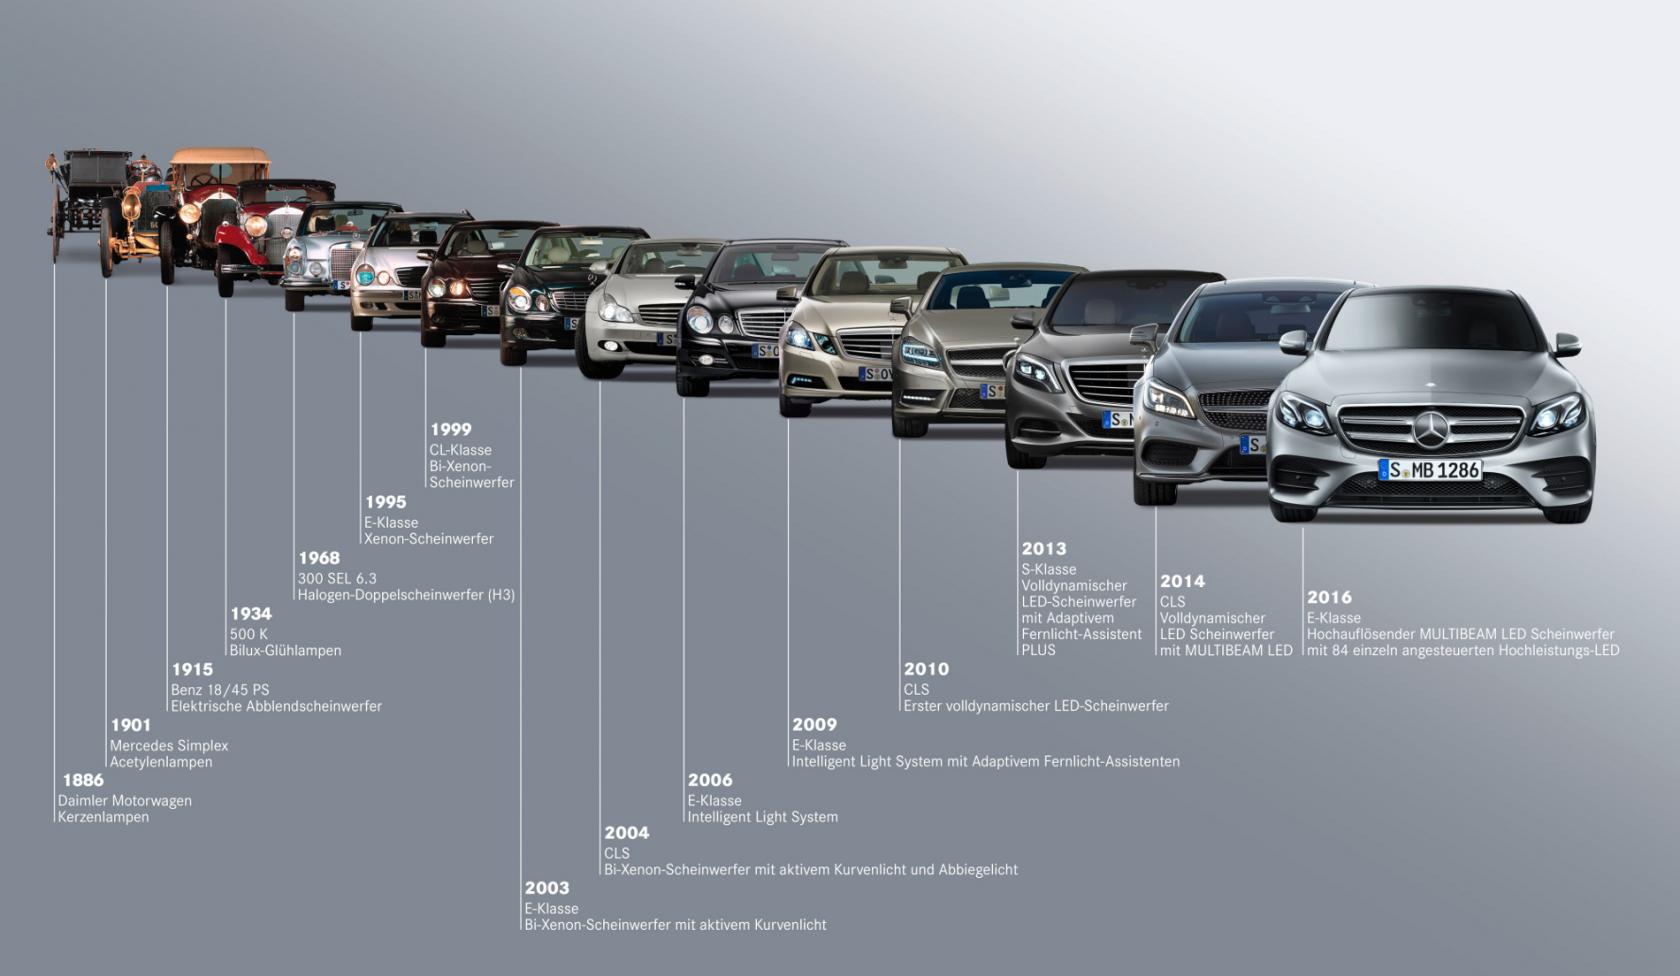 1886
Daimler Motorwagen
Kerzenlampen
1901
Mercedes Simplex
Acetylenlampen
1915
Benz 18/45 PS
Elektrische Abblendscheinwerfer
1934
500 K
Bilux-Glühlampen
1968
300 SEL 6.3
Halogen-Doppelscheinwerfer (H3)
1995
E-Klasse
Xenon-Scheinwerfer
1999
CL-Klasse
Bi-Xenon-
Scheinwerfer
2003
E-Klasse
Bi-Xenon-Scheinwerfer mit aktivem Kurvenlicht
2004
CLS
Bi-Xenon-Scheinwerfer mit aktivem Kurvenlicht und Abbiegelicht
2006
E-Klasse
Intelligent Light System
2009
E-Klasse
Intelligent Light System mit Adaptivem Fernlicht-Assistenten
2010
CLS
Erster volldynamischer LED-Scheinwerfer
2013
S-Klasse
Volldynamischer
LED-Scheinwerfer
mit Adaptivem
Fernlicht-Assistent
PLUS
2014
CLS
Volldynamischer
LED Scheinwerfer
mit MULTIBEAM LED
2016
E-Klasse
Hochauflösender MULTIBEAM LED Scheinwerfer
mit 84 einzeln angesteuerten Hochleistungs-LED
S MB 1286